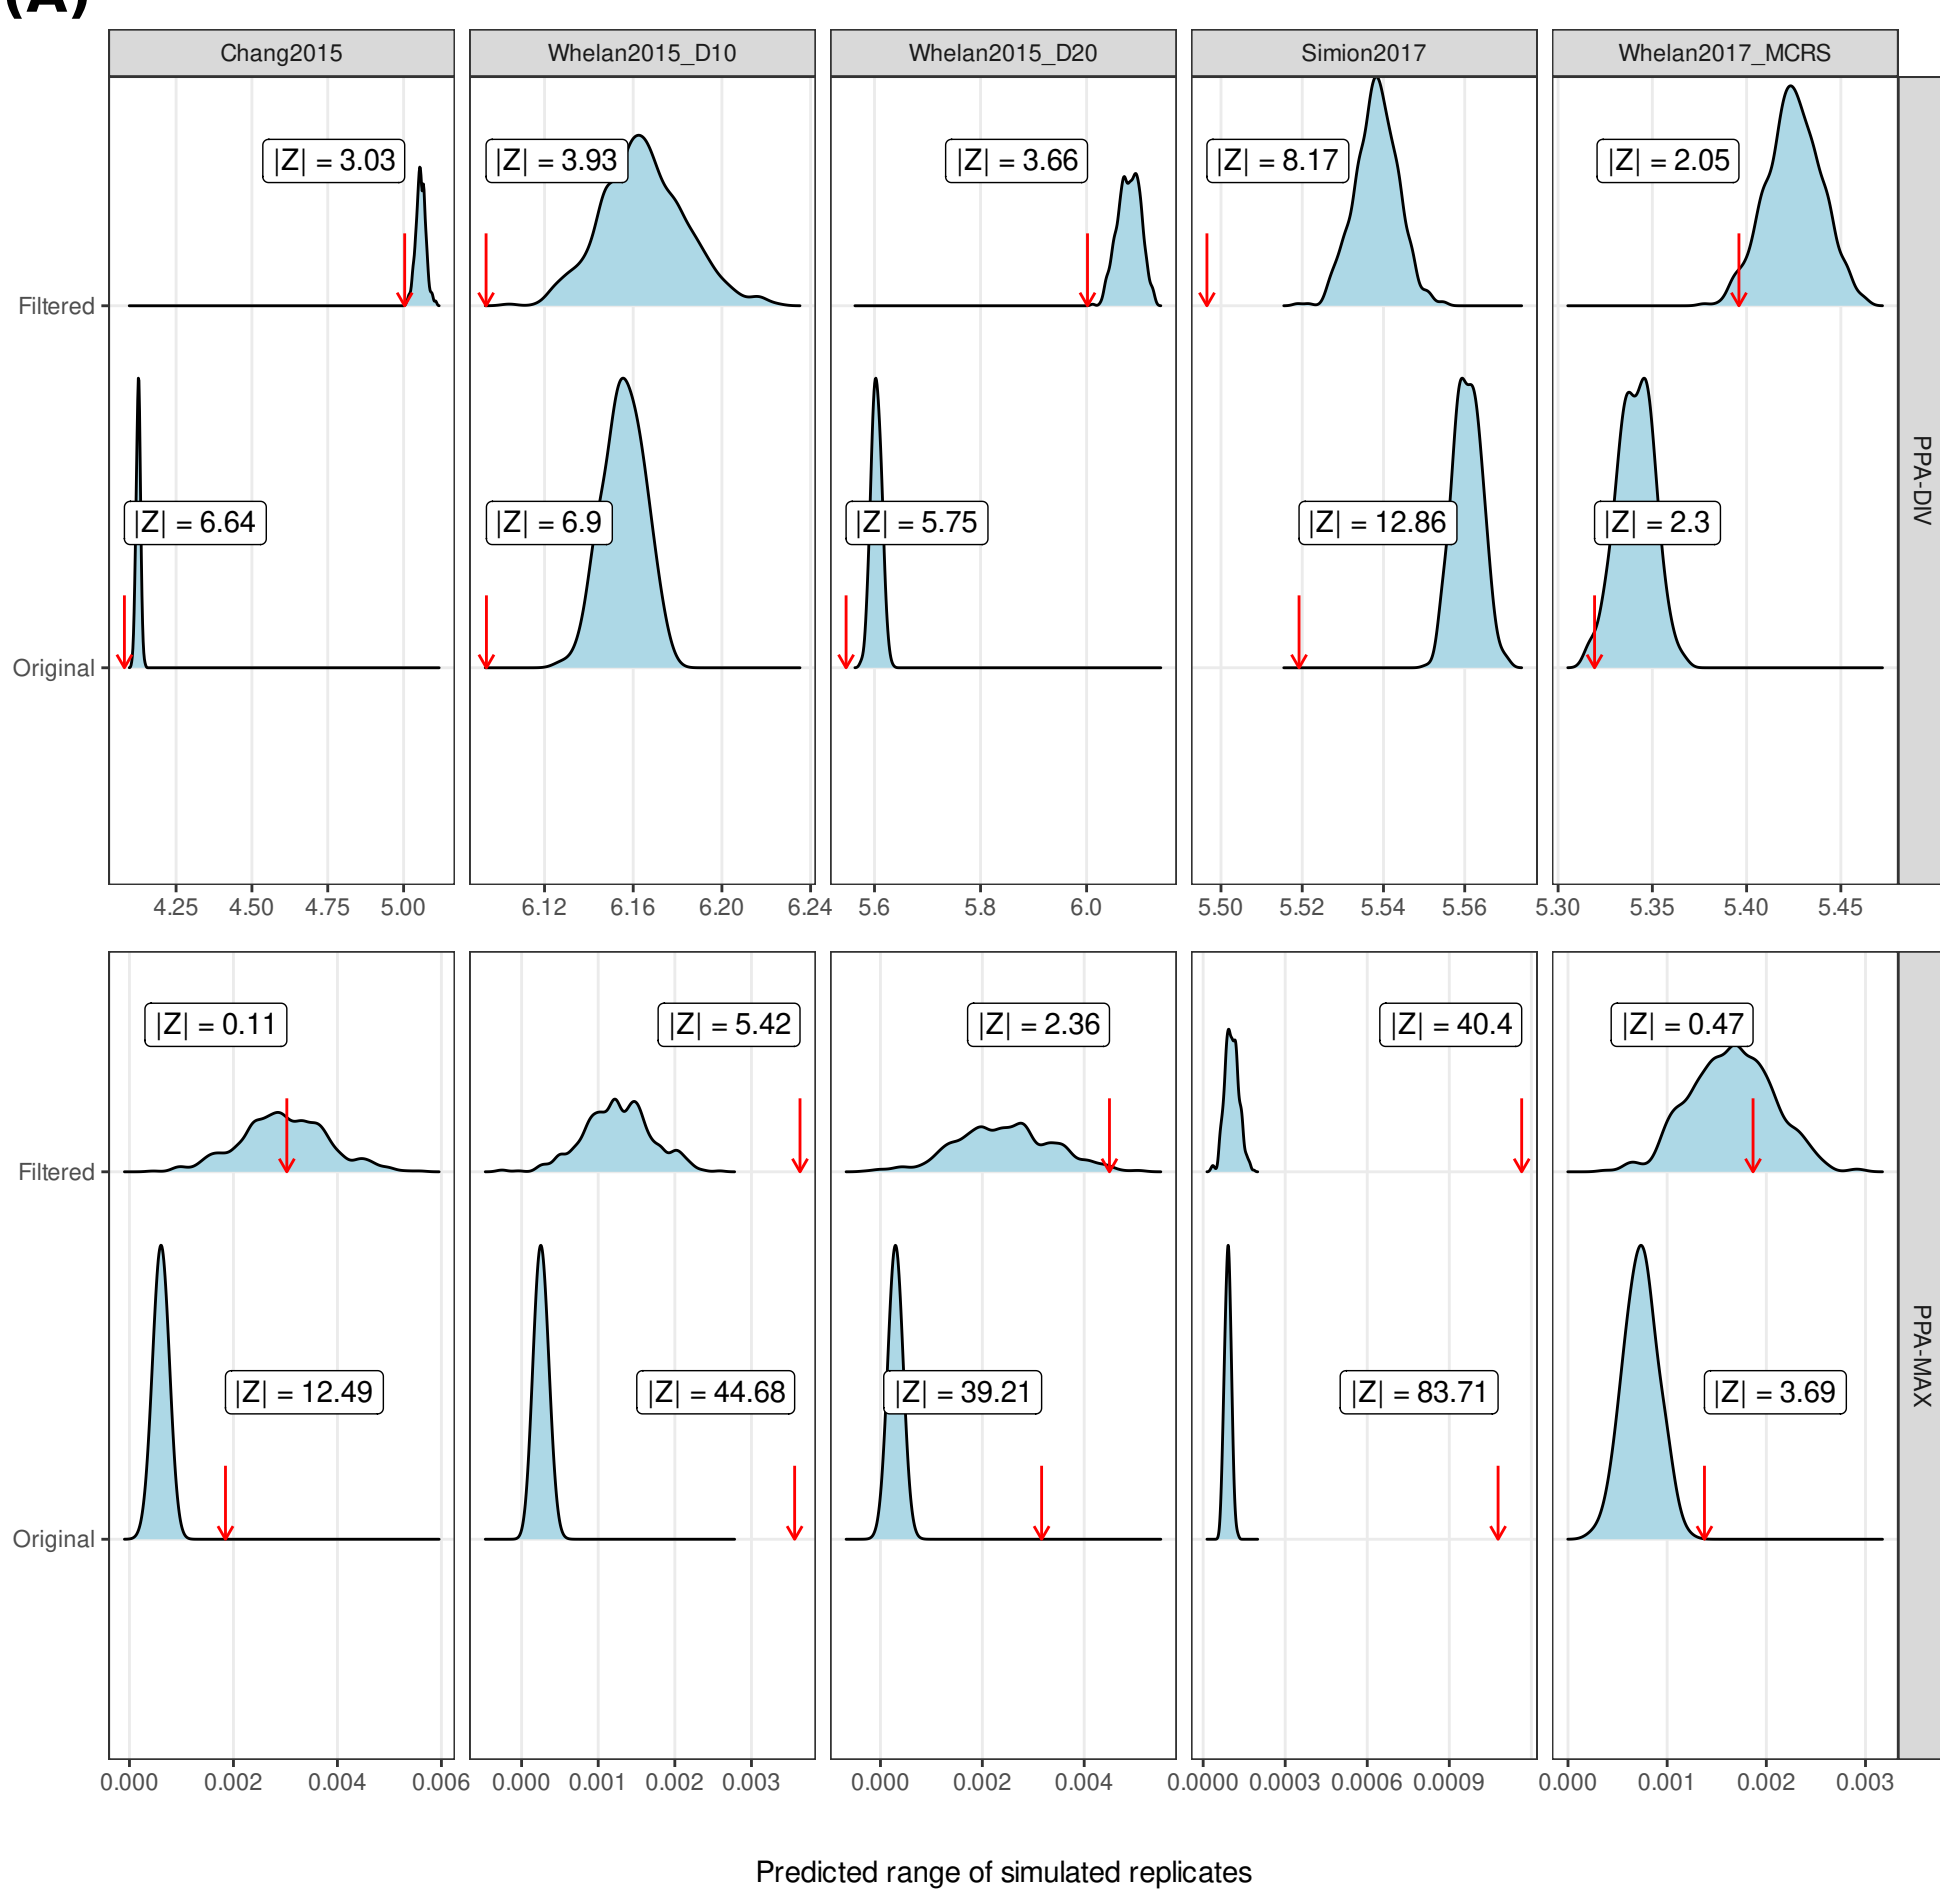 (A)
Chang2015 Whelan2015_D10 Whelan2015_D20 Simion2017 Whelan2017_MCRS
|Z| = 3.03 |Z| = 3.93 |Z| = 3.66 |Z| = 8.17 |Z| = 2.05
Filtered
PPA-DIV
|Z| = 6.64 |Z| = 6.9 |Z| = 5.75 |Z| = 12.86 |Z| = 2.3
Original
4.25 4.50 4.75 5.00 6.12 6.16 6.20 6.24 5.6 5.8 6.0 5.50 5.52 5.54 5.56 5.30 5.35 5.40 5.45
|Z| = 0.11 |Z| = 5.42 |Z| = 2.36 |Z| = 40.4 |Z| = 0.47
Filtered
PPA-MAX
|Z| = 12.49 |Z| = 44.68 |Z| = 39.21 |Z| = 83.71 |Z| = 3.69
Original
0.000 0.002 0.004 0.006 0.000 0.001 0.002 0.003 0.000 0.002 0.004 0.0000 0.0003 0.0006 0.0009 0.000 0.001 0.002 0.003
Predicted range of simulated replicates